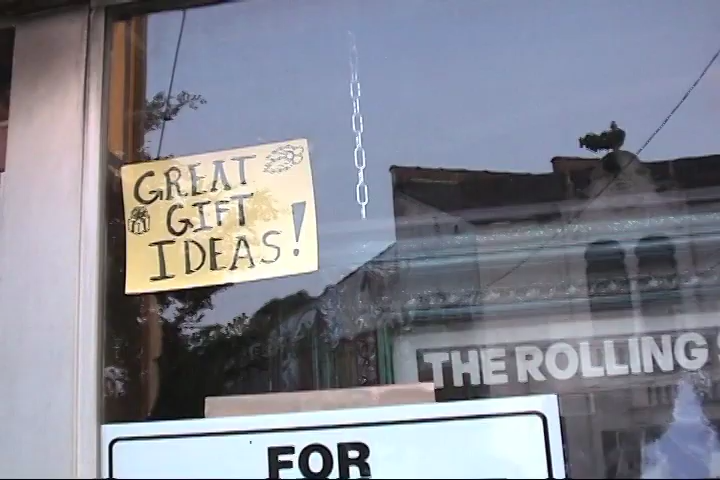 GREAT
GIFT
IDEAS!
THE ROLLING
FOR